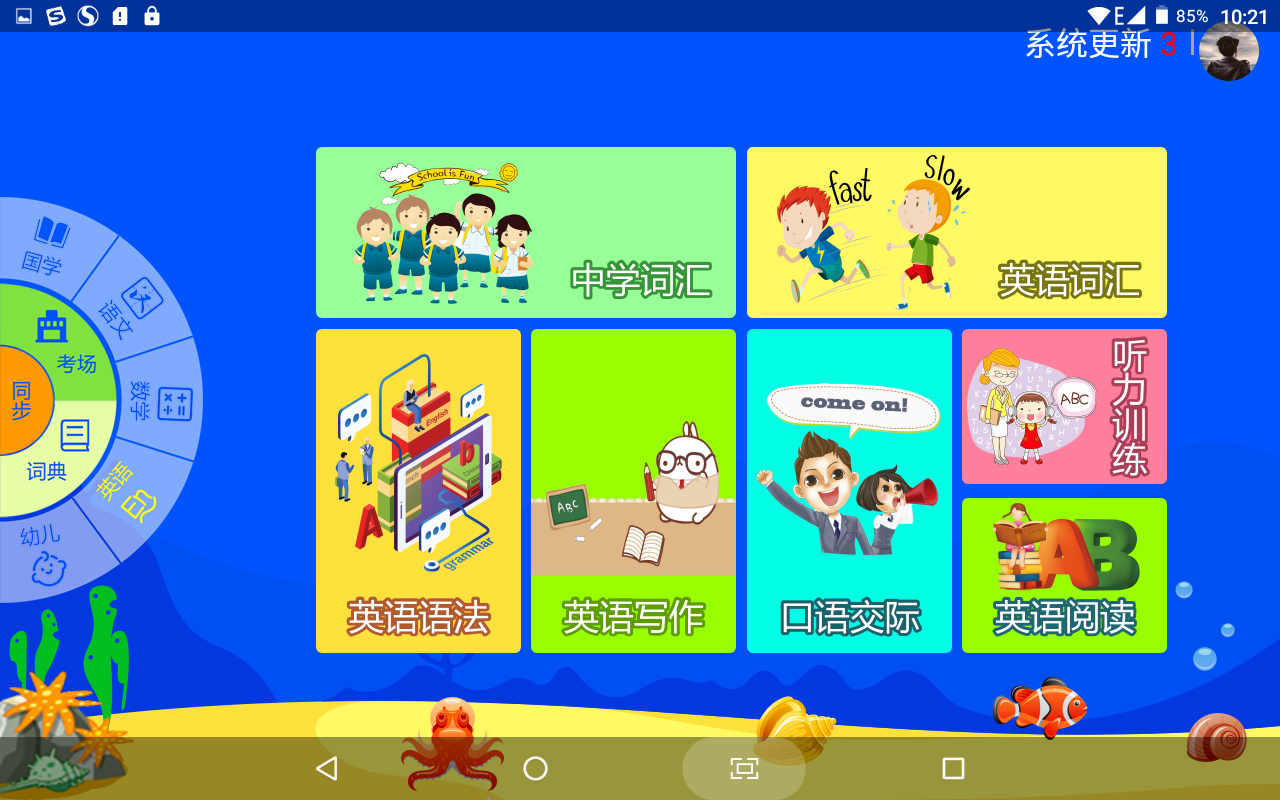 E 85% 10:21
系统更新 3
School is Fun
中学词汇
fast
slow
英语词汇
国学
语文
数学
英语
幼儿
考场
同步
词典
English
grammar
英语语法
ABC
英语写作
come on!
口语交际
ABC
听力训练
AB
英语阅读